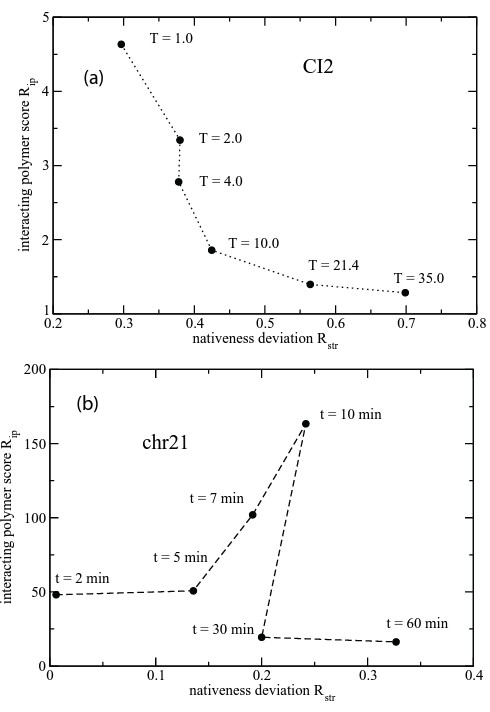 5
T = 1.0
(a)
CI2
4
T = 2.0
3
T = 4.0
2
T = 10.0
T = 21.4
T = 35.0
1
interacting polymer score R_ip
0.2 0.3 0.4 0.5 0.6 0.7 0.8
nativeness deviation R_str
200
(b)
t = 10 min
chr21
150
t = 7 min
100
t = 5 min
t = 2 min
50
t = 30 min
t = 60 min
0
interacting polymer score R_ip
0 0.1 0.2 0.3 0.4
nativeness deviation R_str